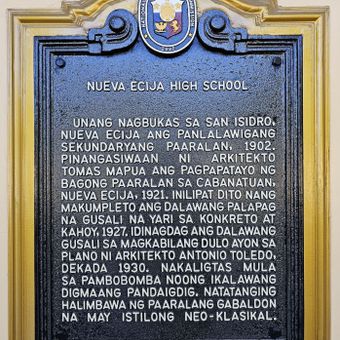 NUEVA ECIJA HIGH SCHOOL
UNANG NAGBUKAS SA SAN ISIDRO,
NUEVA ECIJA ANG PANLALAWIGANG
SEKUNDARYANG PAARALAN, 1902.
PINANGASIWAAN NI ARKITEKTO
TOMAS MAPUA ANG PAGPAPATAYO NG
BAGONG PAARALAN SA CABANATUAN,
NUEVA ECIJA, 1921. INILIPAT DITO NANG
MAKUMPLETO ANG DALAWANG PALAPAG
NA GUSALI NA YARI SA KONKRETO AT
KAHOY, 1927. IDINAGDAG ANG DALAWANG
GUSALI SA MAGKABILANG DULO AYON SA
PLANO NI ARKITEKTO ANTONIO TOLEDO,
DEKADA 1930. NAKALIGTAS MULA
SA PAMBOBOMBA NOONG IKALAWANG
DIGMAANG PANDAIGDIG. NATATANGING
HALIMBAWA NG PAARALANG GABALDON
NA MAY ISTILONG NEO-KLASIKAL.